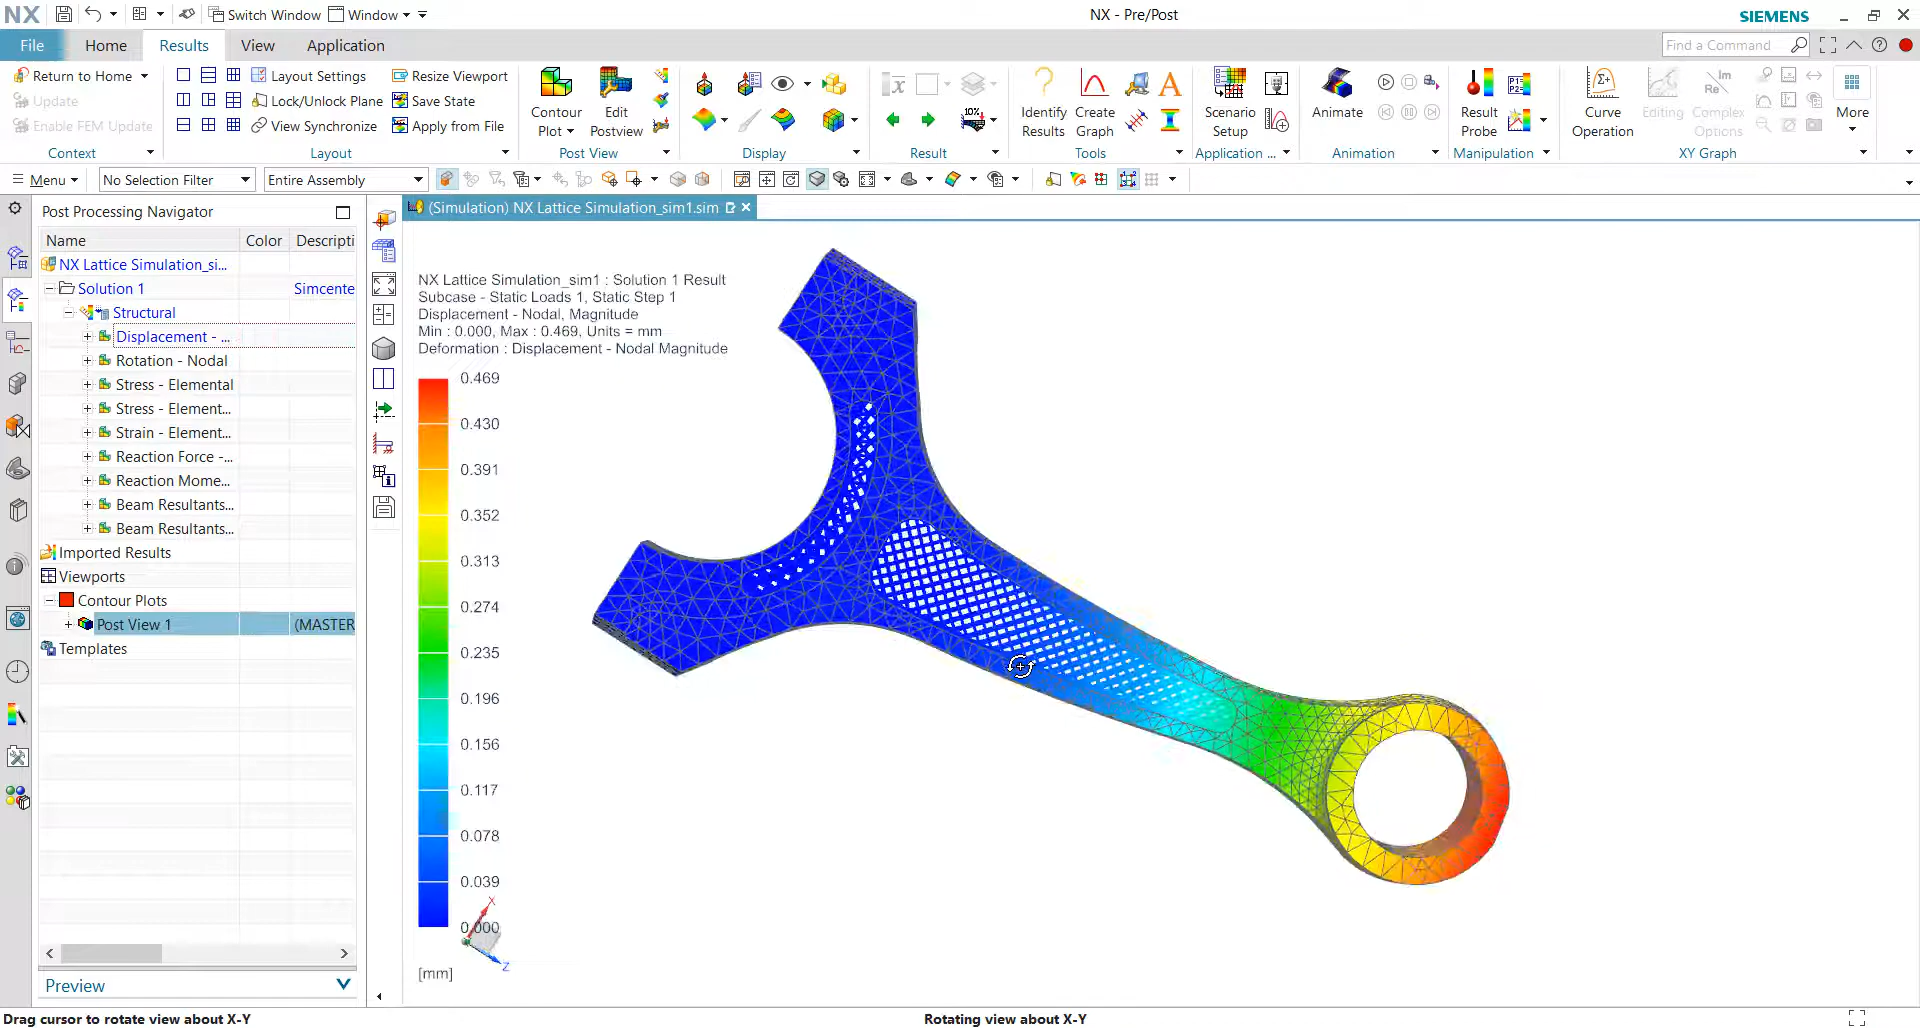 NX Switch Window Window NX - Pre/Post SIEMENS
File Home Results View Application Find a Command
Return to Home
Update
Enable FEM Update
Context
Layout Settings
Lock/Unlock Plane
View Synchronize
Resize Viewport
Save State
Apply from File
Layout
Contour
Plot
Edit
Postview
Post View
Display
10%
Result
Identify
Results
Create
Graph
Tools
Scenario
Setup
Application ...
Animate
Animation
Result
Probe
P1=
P2=
Manipulation
Curve
Operation
Editing
Im
Re
Complex
Options
XY Graph
More
Menu No Selection Filter Entire Assembly
Post Processing Navigator
Name Color Descripti
NX Lattice Simulation_si...
Solution 1 Simcente
Structural
Displacement - ...
Rotation - Nodal
Stress - Elemental
Stress - Element...
Strain - Element...
Reaction Force -...
Reaction Mome...
Beam Resultants...
Beam Resultants...
Imported Results
Viewports
Contour Plots
Post View 1 (MASTER
Templates
Preview
(Simulation) NX Lattice Simulation_sim1.sim
NX Lattice Simulation_sim1 : Solution 1 Result
Subcase - Static Loads 1, Static Step 1
Displacement - Nodal, Magnitude
Min : 0.000, Max : 0.469, Units = mm
Deformation : Displacement - Nodal Magnitude
0.469
0.430
0.391
0.352
0.313
0.274
0.235
0.196
0.156
0.117
0.078
0.039
0.000
X
Z
[mm]
Drag cursor to rotate view about X-Y Rotating view about X-Y